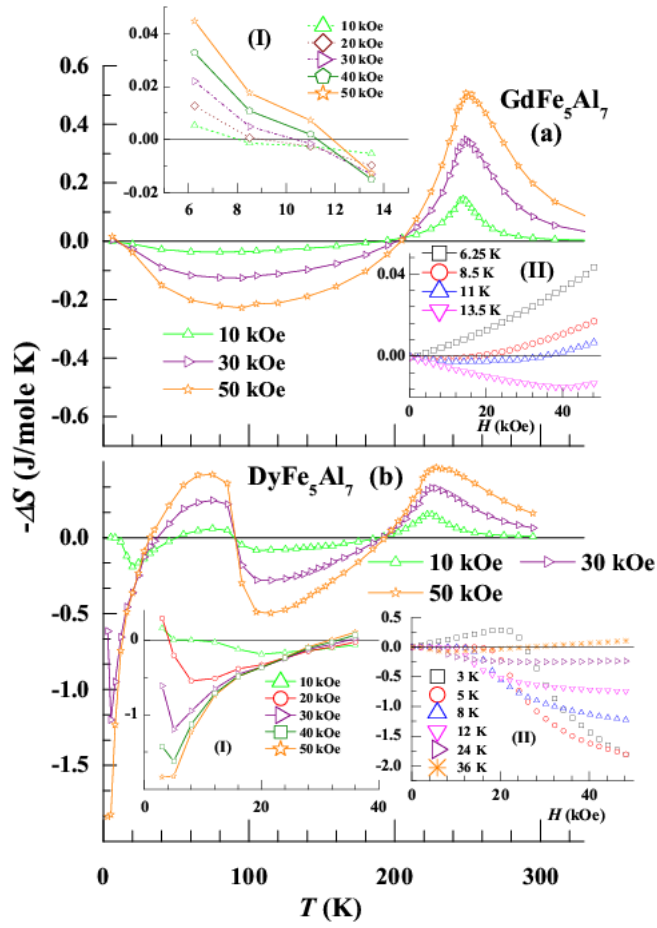 (I)
10 kOe
20 kOe
30 kOe
40 kOe
50 kOe
0.04
0.02
0.00
-0.02
6 8 10 12 14
GdFe5Al7
(a)
0.6
0.4
0.2
0.0
-0.2
-0.4
-0.6
-0.7
10 kOe
30 kOe
50 kOe
(II)
6.25 K
8.5 K
11 K
13.5 K
0.04
0.00
0 20 40
H (kOe)
-ΔS (J/mole K)
DyFe5Al7 (b)
0.0
-0.5
-1.0
-1.5
10 kOe
30 kOe
50 kOe
0
-1
10 kOe
20 kOe
30 kOe
40 kOe
50 kOe
(I)
0 20 40
0.5
0.0
-0.5
-1.0
-1.5
-2.0
3 K
5 K
8 K
12 K
24 K
36 K
(II)
0 20 40
H (kOe)
0 100 200 300
T (K)